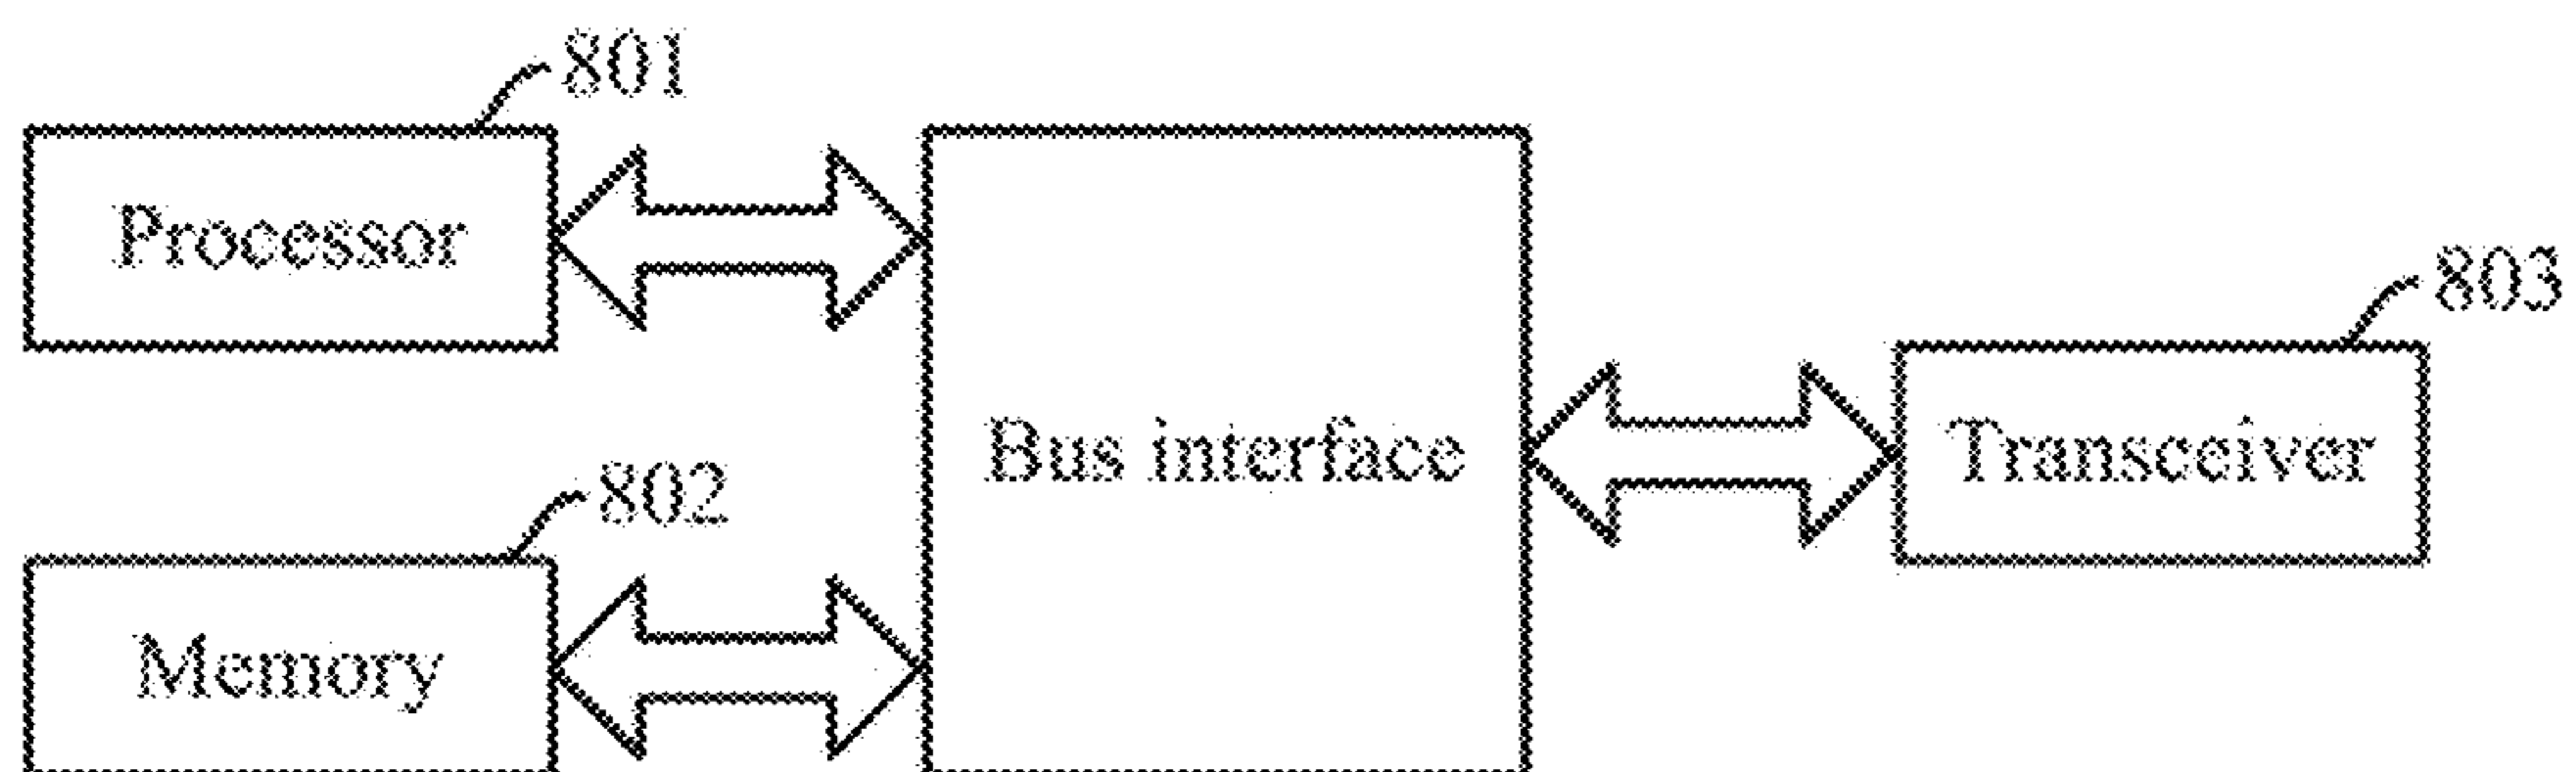 801
Processor
803
Bus interface
Transceiver
802
Memory